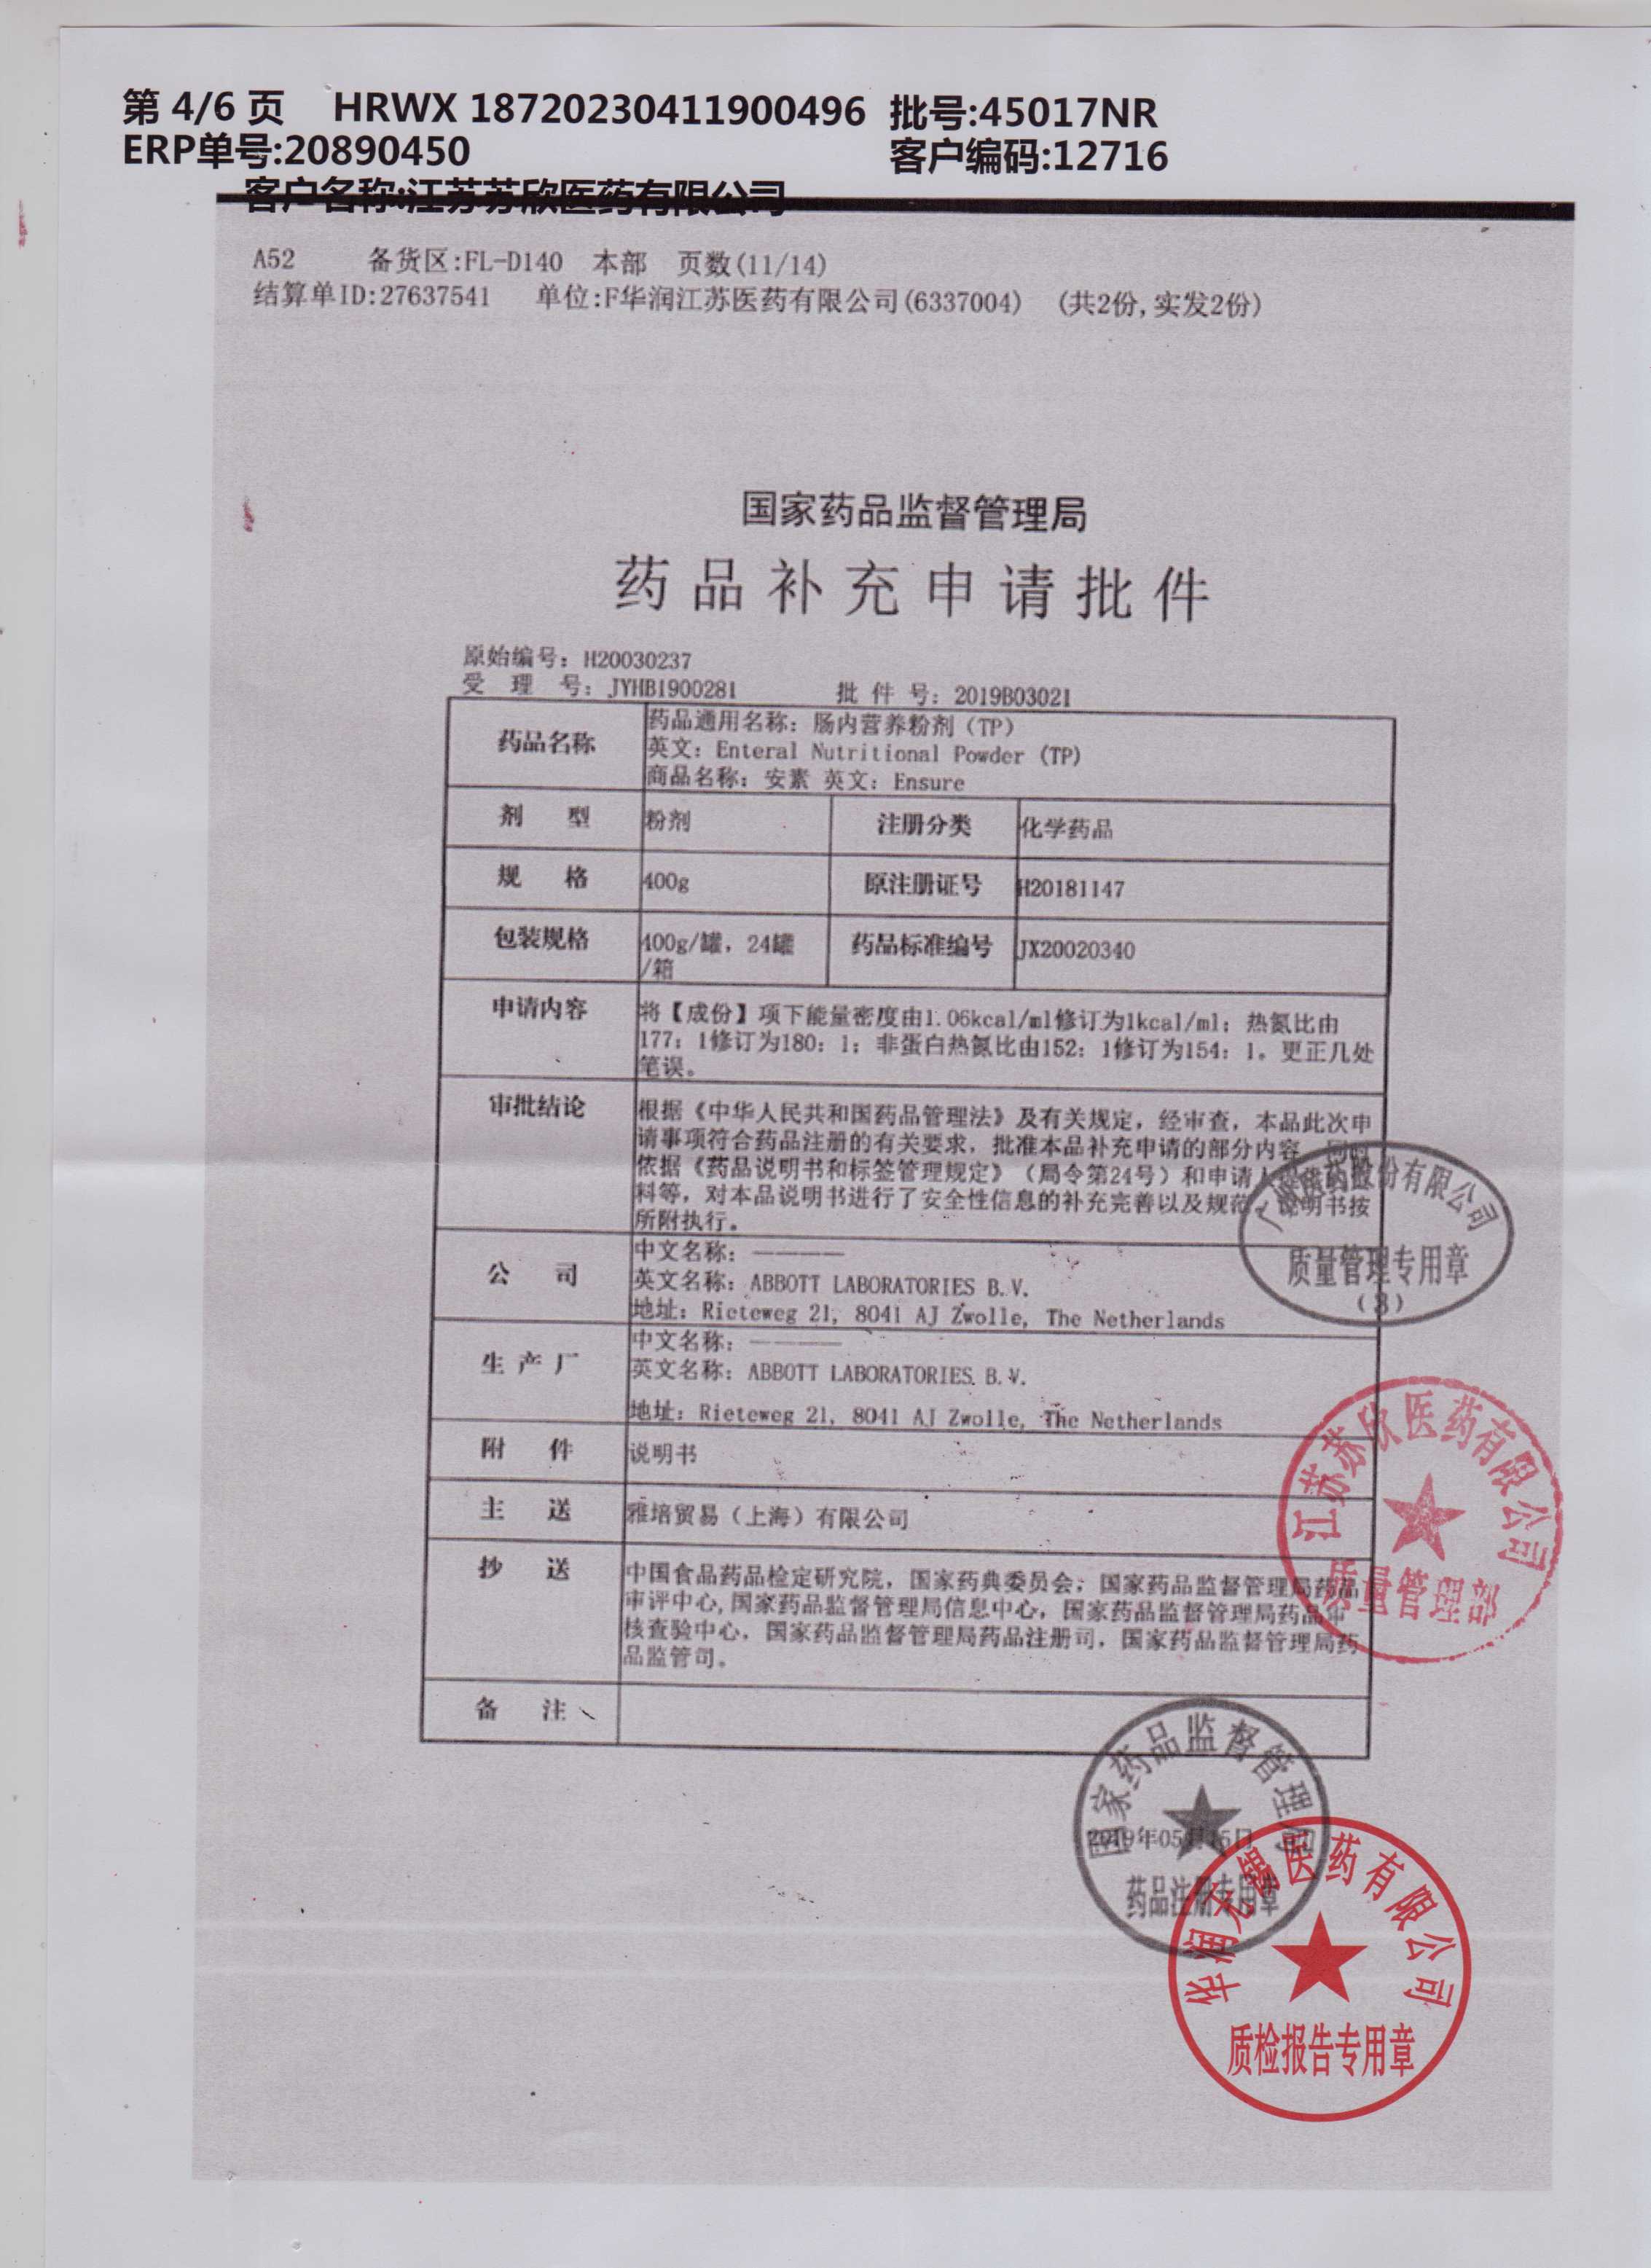 第 4/6 页 HRWX 18720230411900496 批号:45017NR
ERP单号:20890450 客户编码:12716
客户名称:江苏苏欣医药有限公司
A52 备货区:FL-D140 本部 页数(11/14)
结算单ID:27637541 单位:F华润江苏医药有限公司(6337004) (共2份,实发2份)
国家药品监督管理局
药品补充申请批件
原始编号：H20030237
受 理 号：JYHB1900281 批 件 号：2019B03021
药品名称
药品通用名称：肠内营养粉剂（TP）
英文：Enteral Nutritional Powder (TP)
商品名称：安素 英文：Ensure
剂 型 粉剂 注册分类 化学药品
规 格 400g 原注册证号 H20181147
包装规格 400g/罐，24罐 药品标准编号 JX20020340
/箱
申请内容 将【成份】项下能量密度由1.06kcal/ml修订为1kcal/ml；热氮比由
177：1修订为180：1；非蛋白热氮比由152：1修订为154：1。更正几处
笔误。
审批结论 根据《中华人民共和国药品管理法》及有关规定，经审查，本品此次申
请事项符合药品注册的有关要求，批准本品补充申请的部分内容
依据《药品说明书和标签管理规定》（局令第24号）和申请人
料等，对本品说明书进行了安全性信息的补充完善以及规范，说明书按
所附执行。
公 司
中文名称：————
英文名称：ABBOTT LABORATORIES B.V.
地址：Rieteweg 21, 8041 AJ Zwolle, The Netherlands
生 产 厂
中文名称：————
英文名称：ABBOTT LABORATORIES B.V.
地址：Rieteweg 21, 8041 AJ Zwolle, The Netherlands
附 件 说明书
主 送 雅培贸易（上海）有限公司
抄 送 中国食品药品检定研究院，国家药典委员会；国家药品监督管理局药品
审评中心,国家药品监督管理局信息中心，国家药品监督管理局药品审
核查验中心，国家药品监督管理局药品注册司，国家药品监督管理局药
品监管司。
备 注
医药股份有限公司
质量管理专用章
（3）
江苏苏欣医药有限公司
质量管理部
国家药品监督管理局
2019年05月15日
药品注册专用章
华润无锡医药有限公司
质检报告专用章